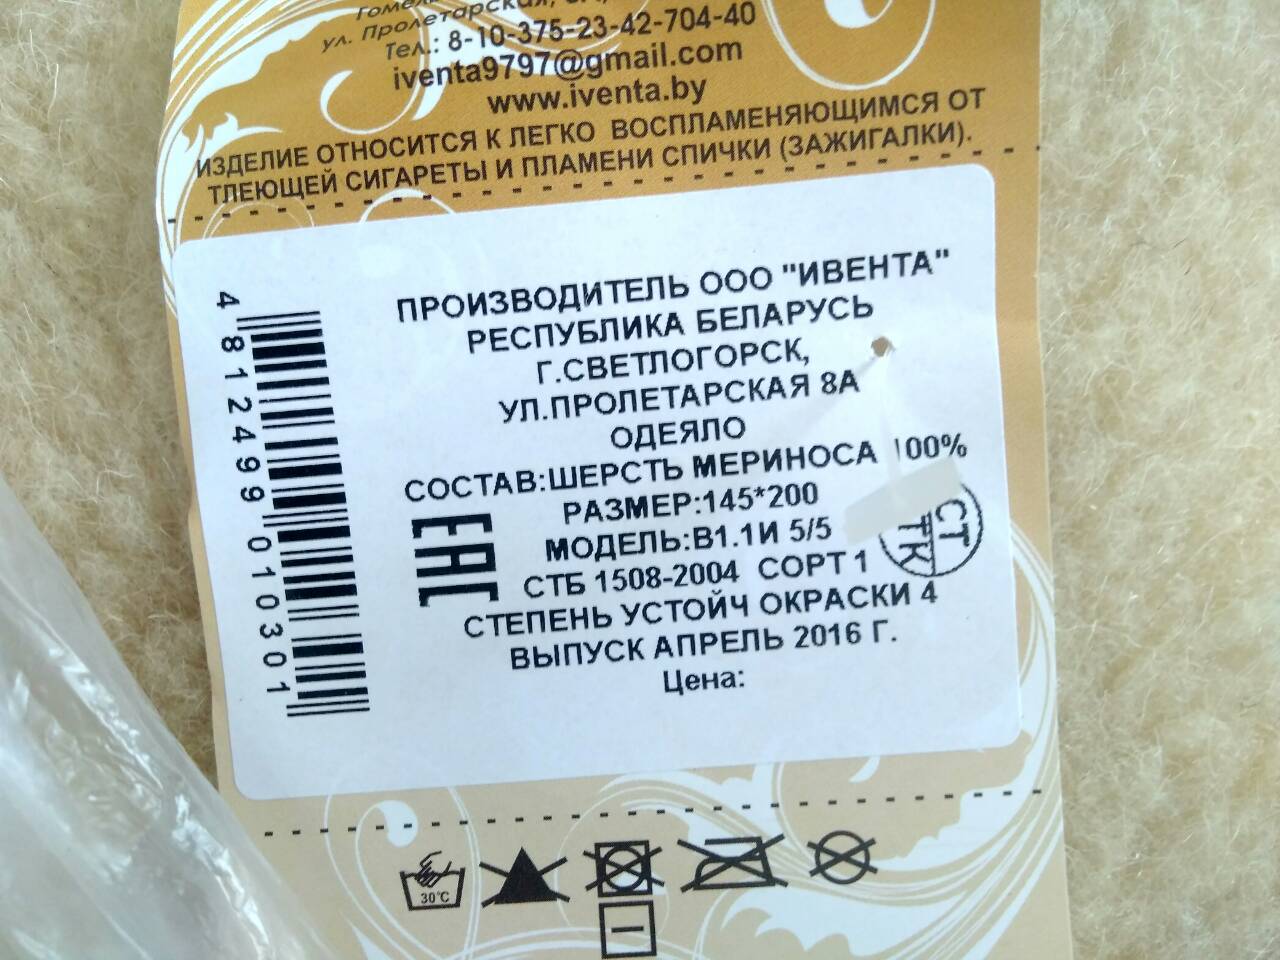 ул. Пролетарская,
Тел.: 8-10-375-23-42-704-40
iventa9797@gmail.com
www.iventa.by
ИЗДЕЛИЕ ОТНОСИТСЯ К ЛЕГКО ВОСПЛАМЕНЯЮЩИМСЯ ОТ
ТЛЕЮЩЕЙ СИГАРЕТЫ И ПЛАМЕНИ СПИЧКИ (ЗАЖИГАЛКИ).
ПРОИЗВОДИТЕЛЬ ООО "ИВЕНТА"
РЕСПУБЛИКА БЕЛАРУСЬ
Г.СВЕТЛОГОРСК,
УЛ.ПРОЛЕТАРСКАЯ 8А
ОДЕЯЛО
СОСТАВ:ШЕРСТЬ МЕРИНОСА 100%
РАЗМЕР:145*200
МОДЕЛЬ:В1.1И 5/5
СТБ 1508-2004 СОРТ 1
СТЕПЕНЬ УСТОЙЧ ОКРАСКИ 4
ВЫПУСК АПРЕЛЬ 2016 Г.
Цена:
4812499010301
ЕАС
СТ
ТК
30°C